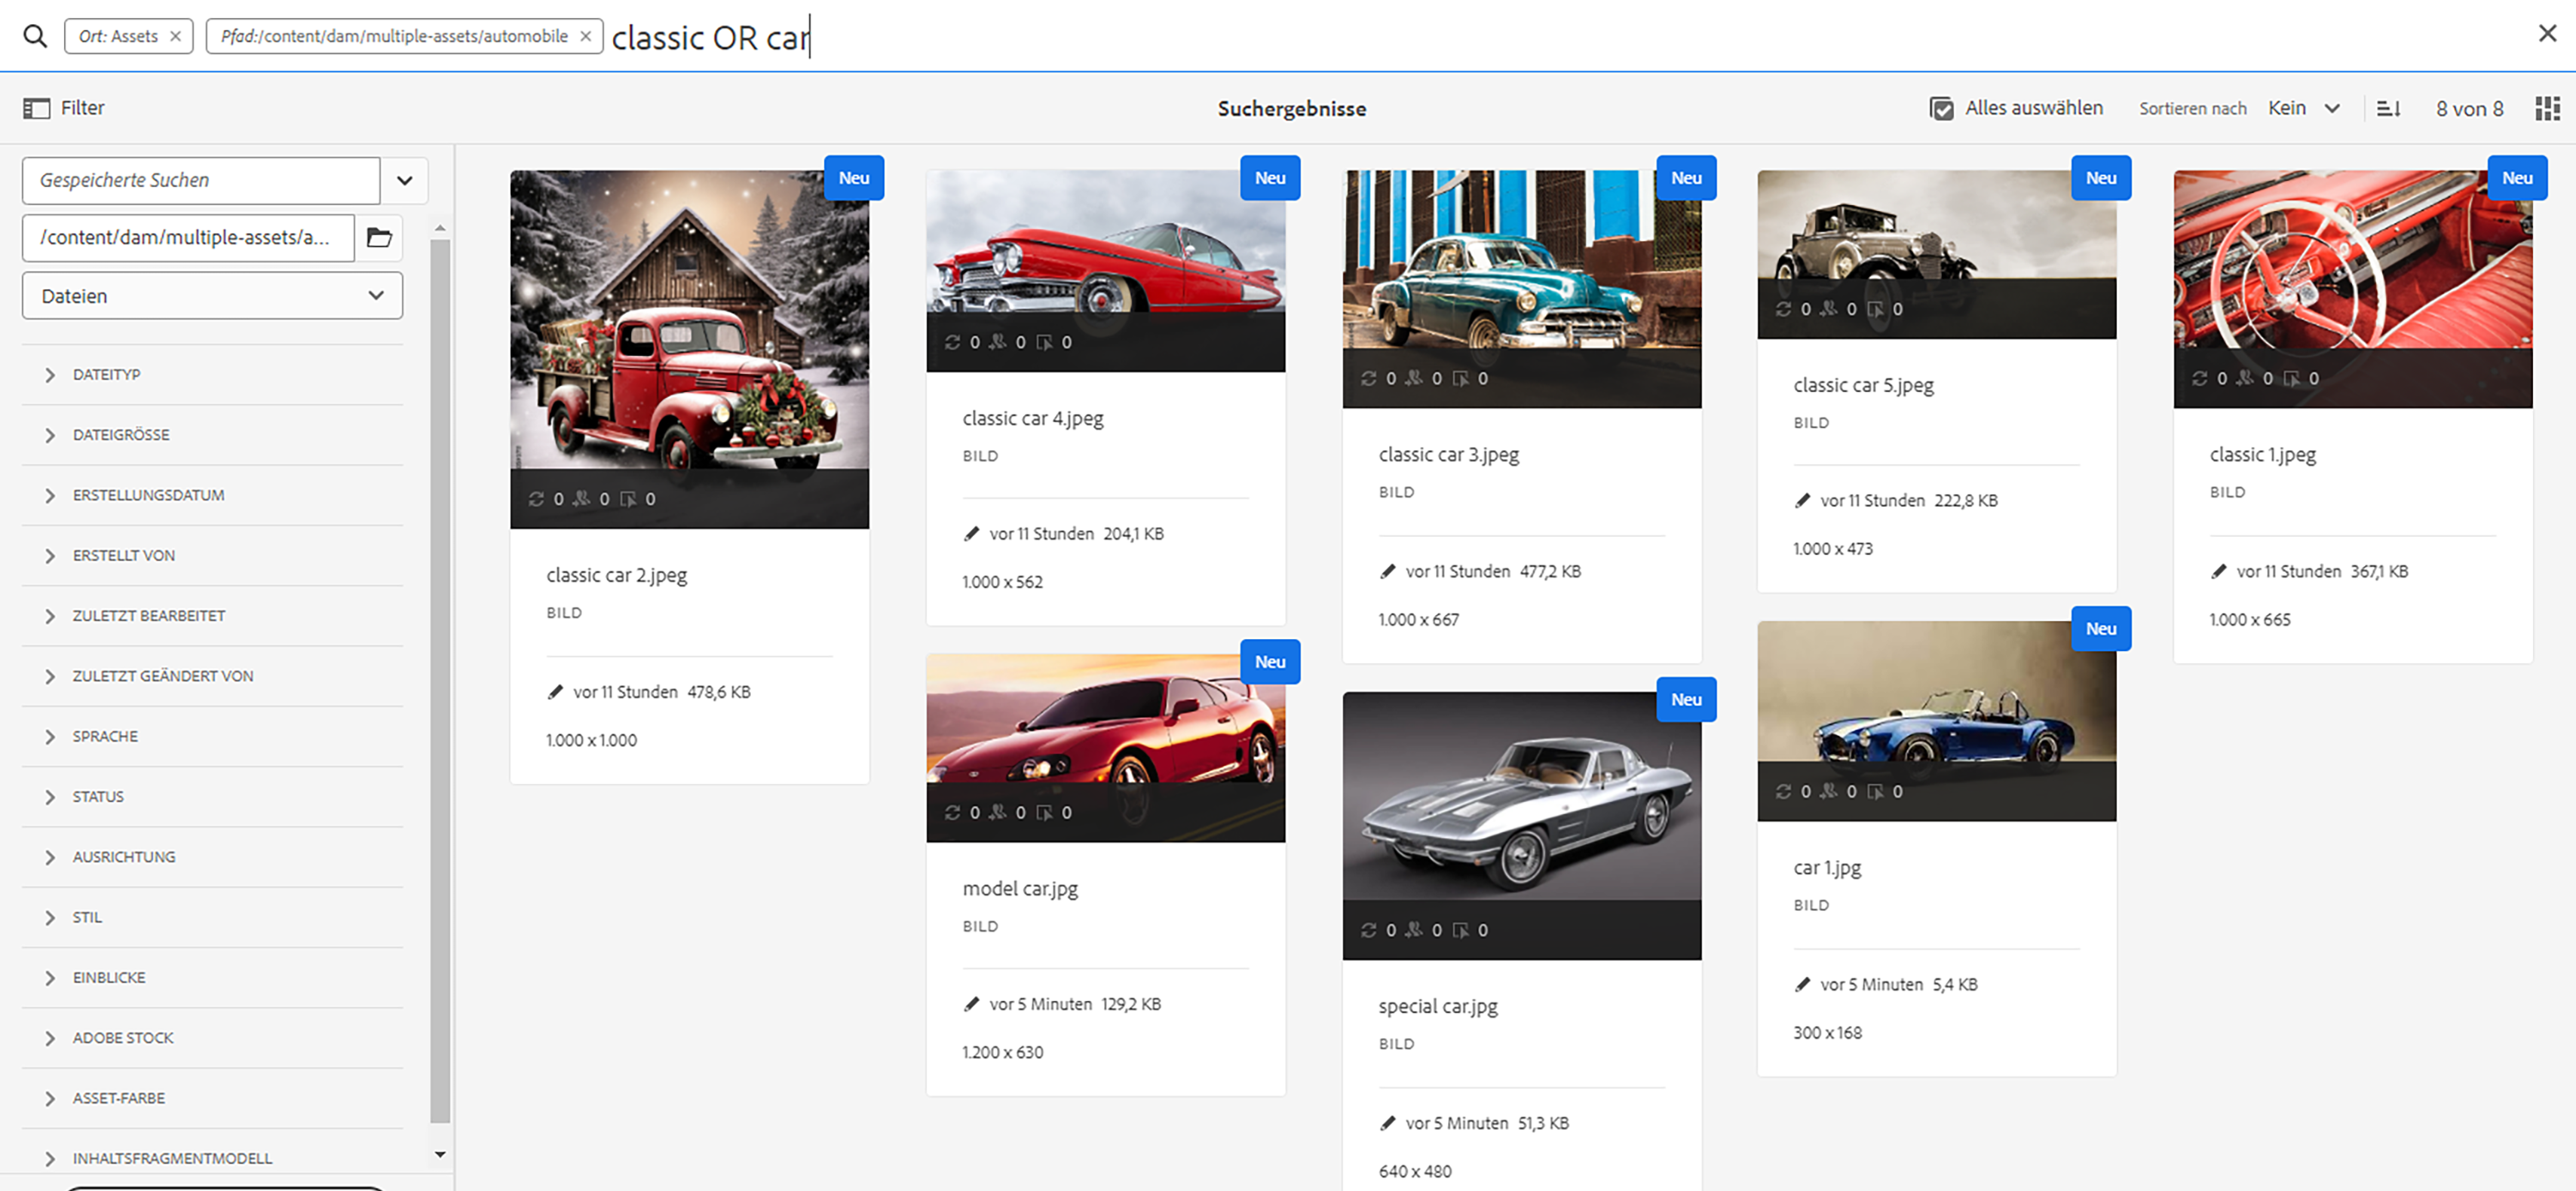 Ort: Assets × Pfad:/content/dam/multiple-assets/automobile × classic OR car
Filter
Suchergebnisse
Alles auswählen
Sortieren nach Kein
8 von 8
Gespeicherte Suchen
/content/dam/multiple-assets/a...
Dateien
DATEITYP
DATEIGRÖSSE
ERSTELLUNGSDATUM
ERSTELLT VON
ZULETZT BEARBEITET
ZULETZT GEÄNDERT VON
SPRACHE
STATUS
AUSRICHTUNG
STIL
EINBLICKE
ADOBE STOCK
ASSET-FARBE
INHALTSFRAGMENTMODELL
Neu
0 0 0
classic car 2.jpeg
BILD
vor 11 Stunden 478,6 KB
1.000 x 1.000
Neu
0 0 0
classic car 4.jpeg
BILD
vor 11 Stunden 204,1 KB
1.000 x 562
Neu
0 0 0
classic car 3.jpeg
BILD
vor 11 Stunden 477,2 KB
1.000 x 667
Neu
0 0 0
classic car 5.jpeg
BILD
vor 11 Stunden 222,8 KB
1.000 x 473
Neu
0 0 0
classic 1.jpeg
BILD
vor 11 Stunden 367,1 KB
1.000 x 665
Neu
0 0 0
model car.jpg
BILD
vor 5 Minuten 129,2 KB
1.200 x 630
Neu
0 0 0
special car.jpg
BILD
vor 5 Minuten 51,3 KB
640 x 480
Neu
0 0 0
car 1.jpg
BILD
vor 5 Minuten 5,4 KB
300 x 168